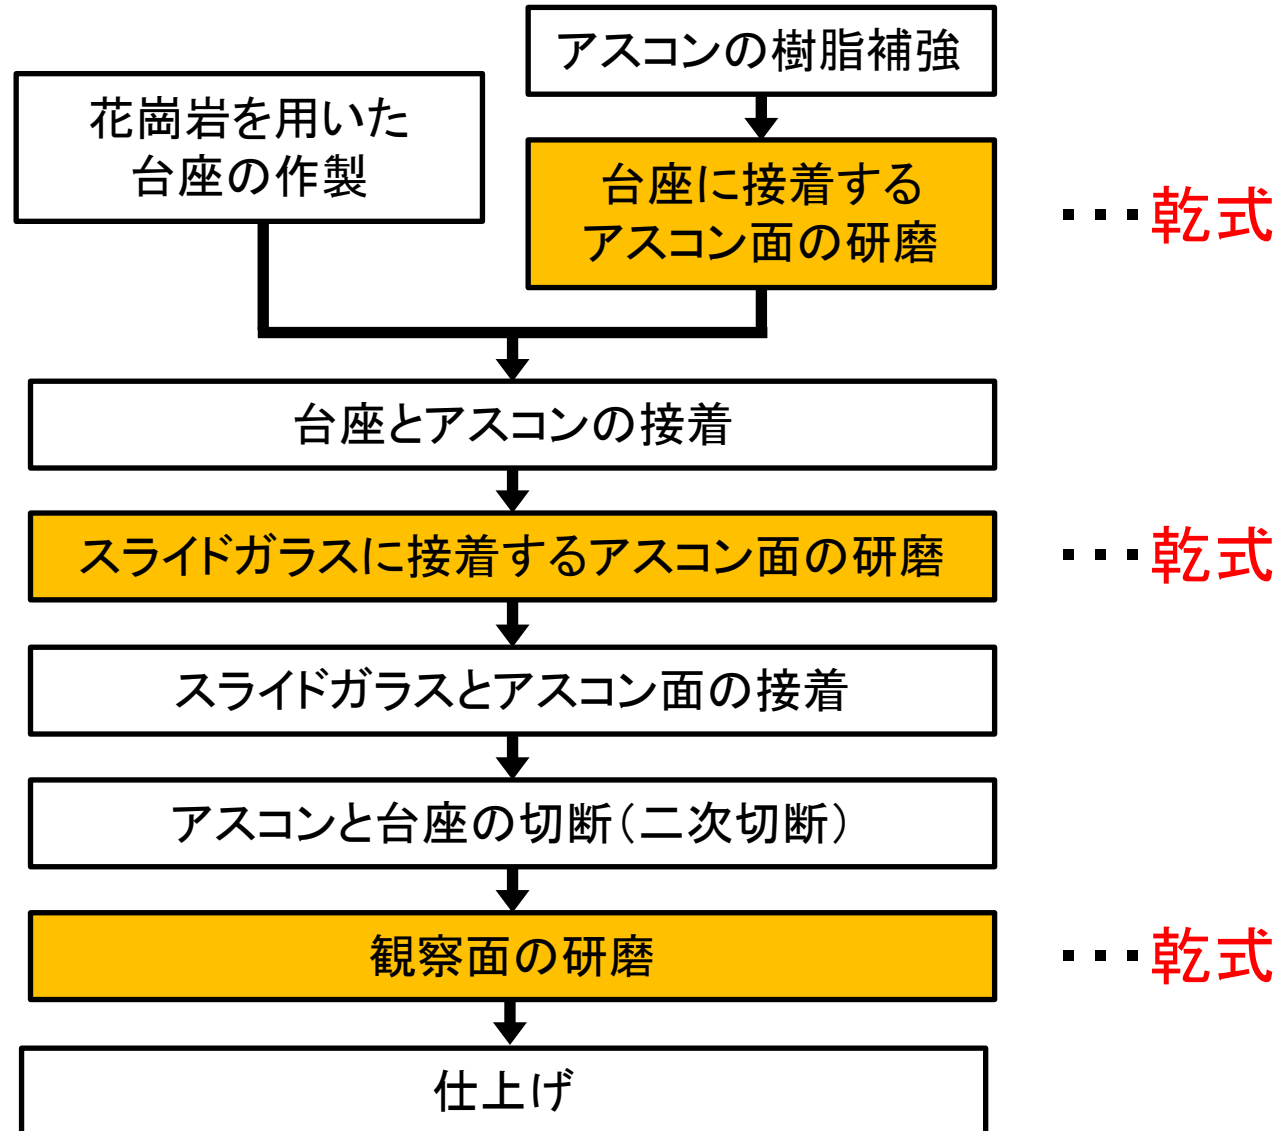 アスコンの樹脂補強
花崗岩を用いた
台座の作製
台座に接着する
アスコン面の研磨
・・・乾式
台座とアスコンの接着
スライドガラスに接着するアスコン面の研磨
・・・乾式
スライドガラスとアスコン面の接着
アスコンと台座の切断（二次切断）
観察面の研磨
・・・乾式
仕上げ